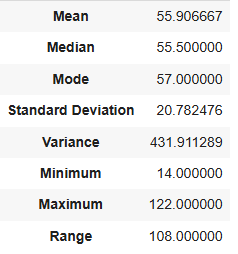 Mean 55.906667
Median 55.500000
Mode 57.000000
Standard Deviation 20.782476
Variance 431.911289
Minimum 14.000000
Maximum 122.000000
Range 108.000000